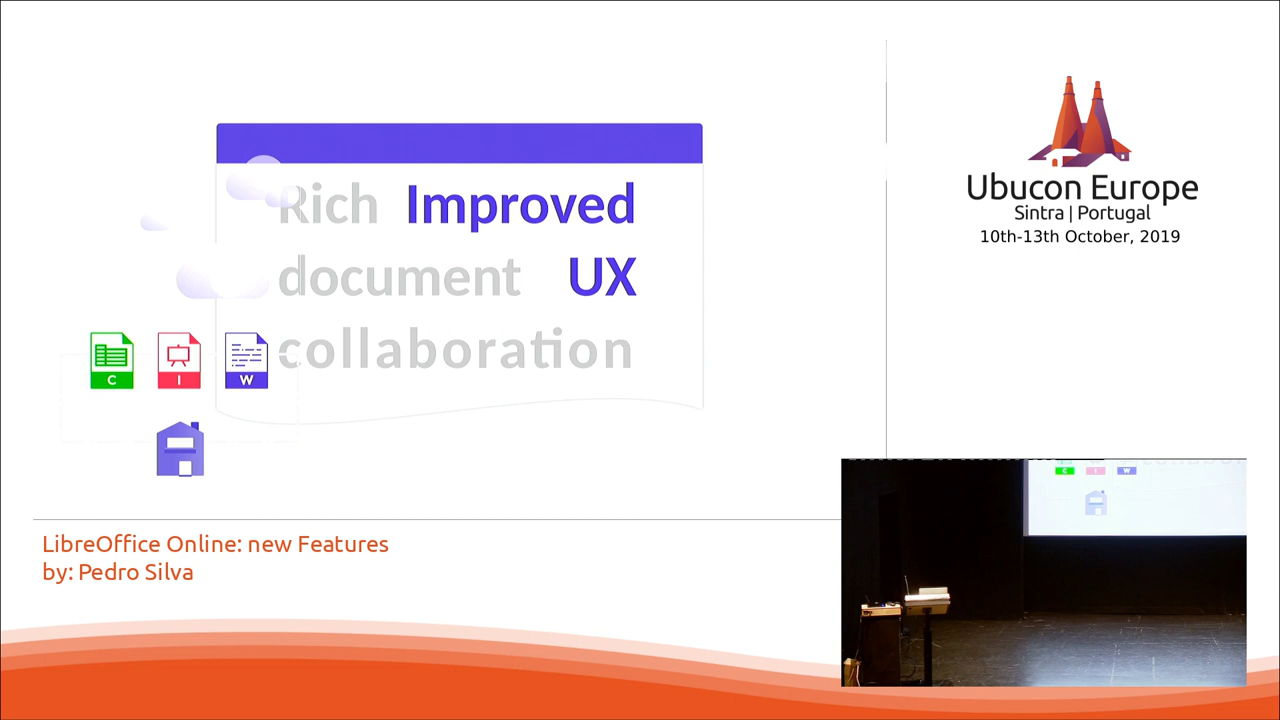 Rich Improved
document UX
collaboration
C I W
LibreOffice Online: new Features
by: Pedro Silva
Ubucon Europe
Sintra | Portugal
10th-13th October, 2019
C I W